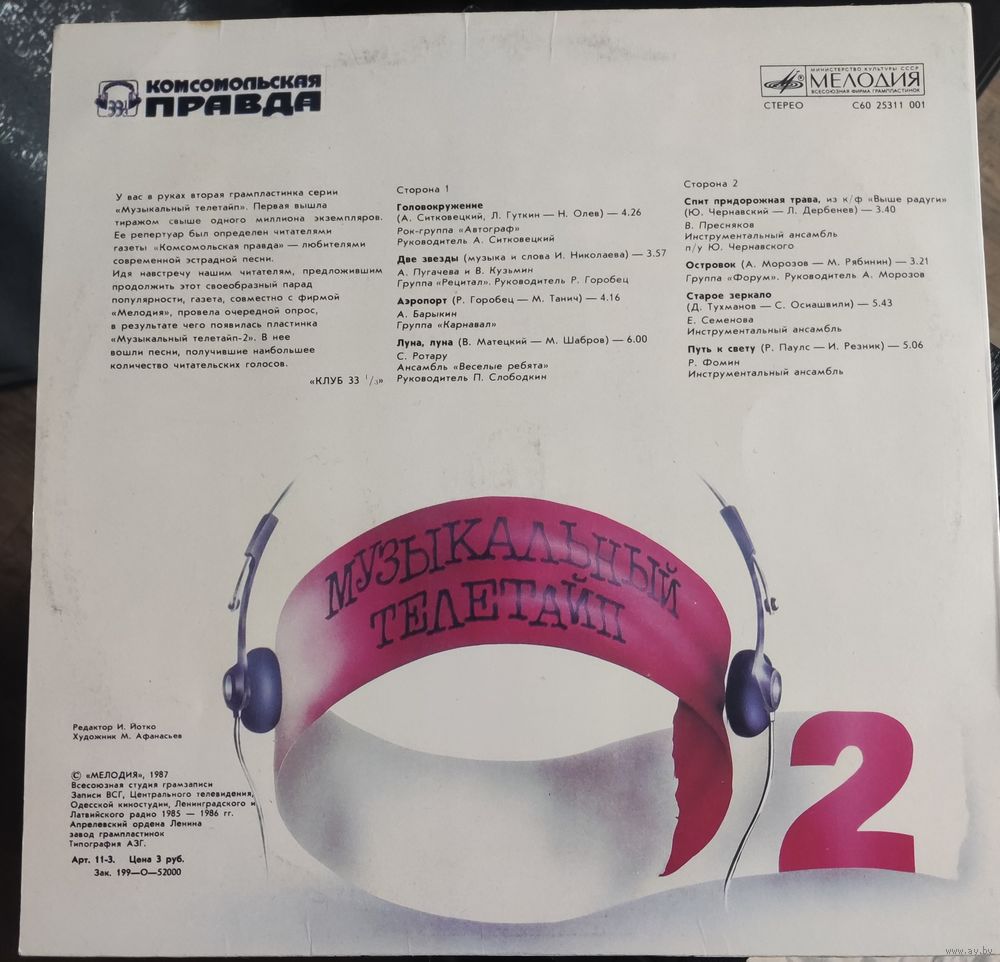 КОМСОМОЛЬСКАЯ
ПРАВДА
33 1/3
МИНИСТЕРСТВО КУЛЬТУРЫ СССР
МЕЛОДИЯ
ВСЕСОЮЗНАЯ ФИРМА ГРАМПЛАСТИНОК
СТЕРЕО С60 25311 001
У вас в руках вторая грампластинка серии
«Музыкальный телетайп». Первая вышла
тиражом свыше одного миллиона экземпляров.
Ее репертуар был определен читателями
газеты «Комсомольская правда» — любителями
современной эстрадной песни.
Идя навстречу нашим читателям, предложившим
продолжить этот своеобразный парад
популярности, газета, совместно с фирмой
«Мелодия», провела очередной опрос,
в результате чего появилась пластинка
«Музыкальный телетайп-2». В нее
вошли песни, получившие наибольшее
количество читательских голосов.
«КЛУБ 33 1/3»
Сторона 1
Головокружение
(А. Ситковецкий, Л. Гуткин — Н. Олев) — 4.26
Рок-группа «Автограф»
Руководитель А. Ситковецкий
Две звезды (музыка и слова И. Николаева) — 3.57
А. Пугачева и В. Кузьмин
Группа «Рецитал». Руководитель Р. Горобец
Аэропорт (Р. Горобец — М. Танич) — 4.16
А. Барыкин
Группа «Карнавал»
Луна, луна (В. Матецкий — М. Шабров) — 6.00
С. Ротару
Ансамбль «Веселые ребята»
Руководитель П. Слободкин
Сторона 2
Спит придорожная трава, из к/ф «Выше радуги»
(Ю. Чернавский — Л. Дербенев) — 3.40
В. Пресняков
Инструментальный ансамбль
п/у Ю. Чернавского
Островок (А. Морозов — М. Рябинин) — 3.21
Группа «Форум». Руководитель А. Морозов
Старое зеркало
(Д. Тухманов — С. Осиашвили) — 5.43
Е. Семенова
Инструментальный ансамбль
Путь к свету (Р. Паулс — И. Резник) — 5.06
Р. Фомин
Инструментальный ансамбль
МУЗЫКАЛЬНЫЙ
ТЕЛЕТАЙП
2
Редактор И. Йотко
Художник М. Афанасьев
© «МЕЛОДИЯ», 1987
Всесоюзная студия грамзаписи
Записи ВСГ, Центрального телевидения,
Одесской киностудии, Ленинградского и
Латвийского радио 1985 — 1986 гг.
Апрелевский ордена Ленина
завод грампластинок
Типография АЗГ.
Арт. 11-3. Цена 3 руб.
Зак. 199—О—52000
www.ay.by